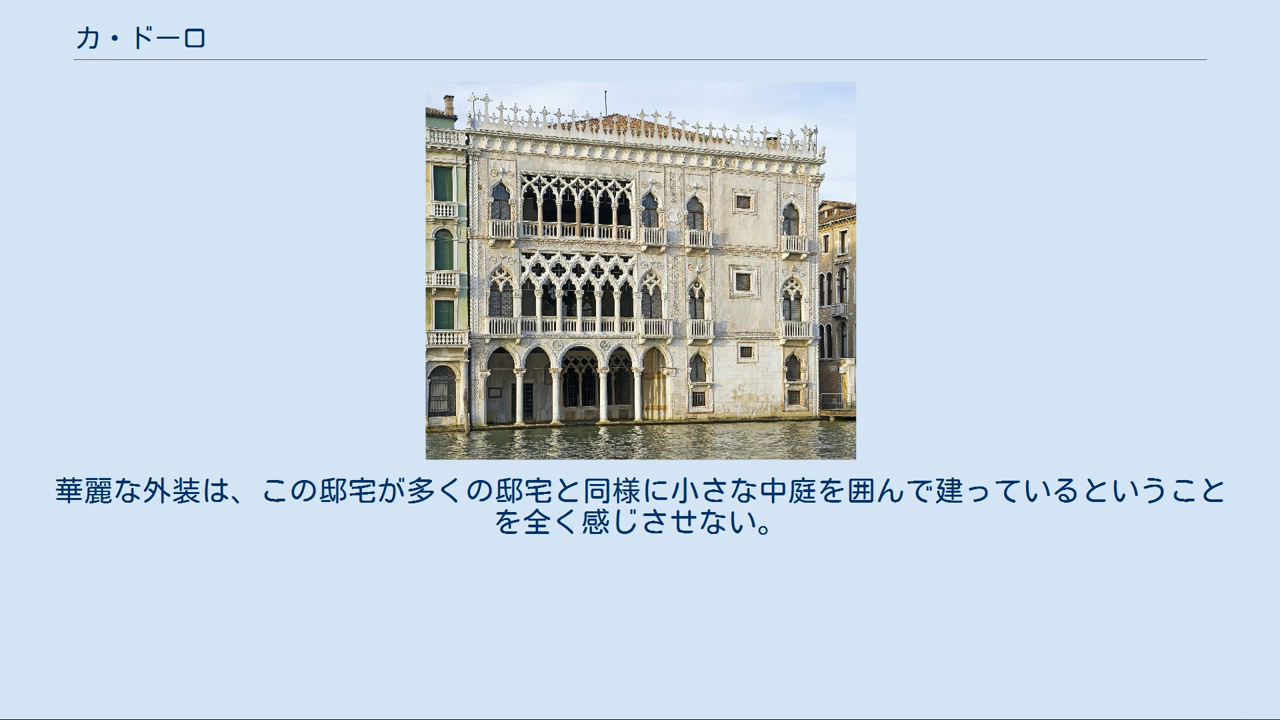 カ・ドーロ
華麗な外装は、この邸宅が多くの邸宅と同様に小さな中庭を囲んで建っているということ
を全く感じさせない。